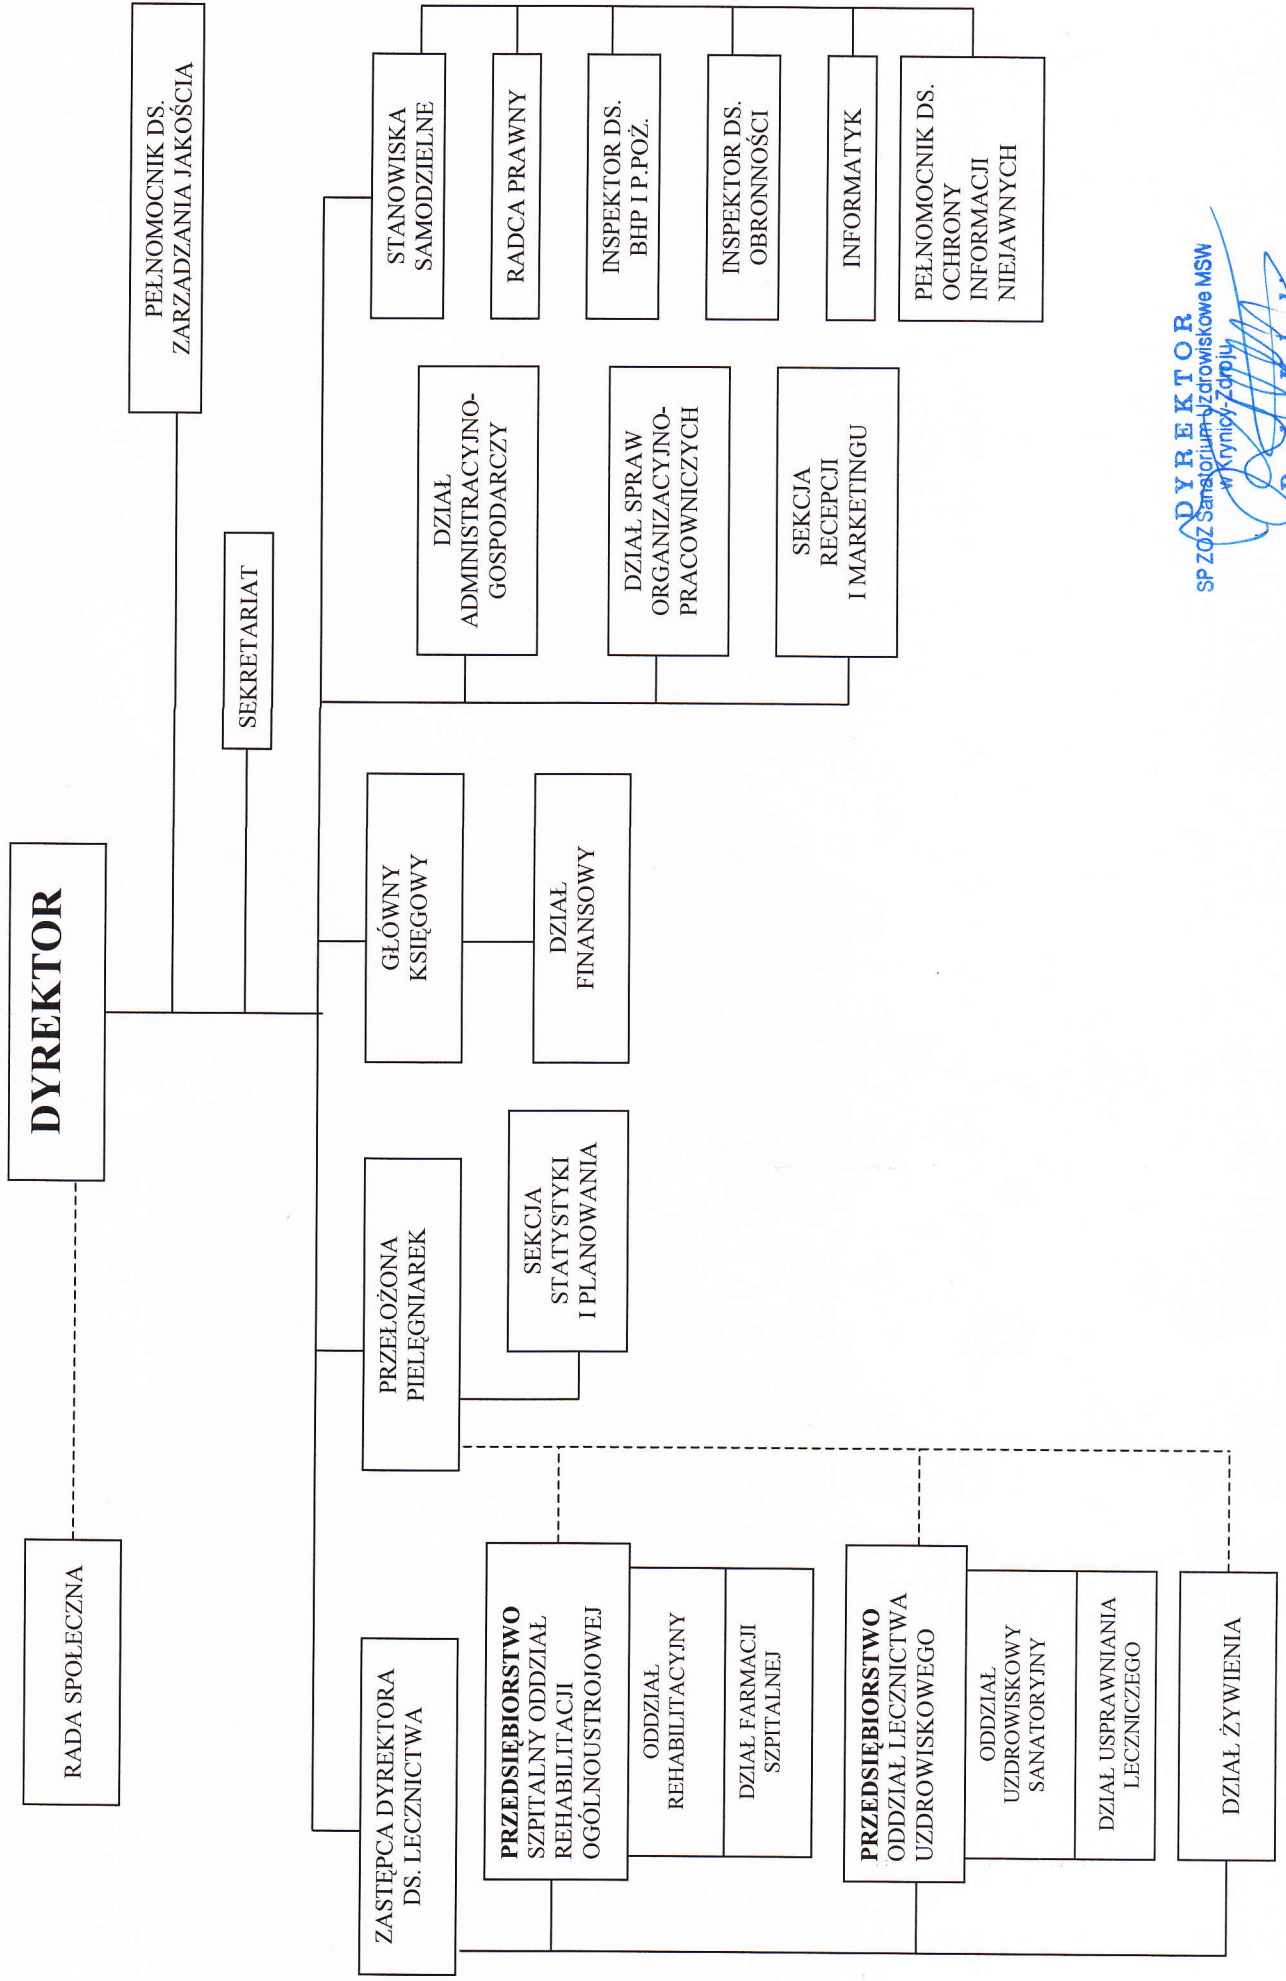 DYREKTOR
RADA SPOŁECZNA
PEŁNOMOCNIK DS.
ZARZADZANIA JAKOŚCIA
SEKRETARIAT
ZASTĘPCA DYREKTORA
DS. LECZNICTWA
PRZEŁOŻONA
PIELĘGNIAREK
GŁÓWNY
KSIĘGOWY
STANOWISKA
SAMODZIELNE
PRZEDSIĘBIORSTWO
SZPITALNY ODDZIAŁ
REHABILITACJI
OGÓLNOUSTROJOWEJ
ODDZIAŁ
REHABILITACYJNY
DZIAŁ FARMACJI
SZPITALNEJ
PRZEDSIĘBIORSTWO
ODDZIAŁ LECZNICTWA
UZDROWISKOWEGO
ODDZIAŁ
UZDROWISKOWY
SANATORYJNY
DZIAŁ USPRAWNIANIA
LECZNICZEGO
DZIAŁ ŻYWIENIA
SEKCJA
STATYSTYKI
I PLANOWANIA
DZIAŁ
FINANSOWY
DZIAŁ
ADMINISTRACYJNO-
GOSPODARCZY
DZIAŁ SPRAW
ORGANIZACYJNO-
PRACOWNICZYCH
SEKCJA
RECEPCJI
I MARKETINGU
RADCA PRAWNY
INSPEKTOR DS.
BHP I P.POŻ.
INSPEKTOR DS.
OBRONNOŚCI
INFORMATYK
PEŁNOMOCNIK DS.
OCHRONY
INFORMACJI
NIEJAWNYCH
DYREKTOR
SP ZOZ Sanatorium Uzdrowiskowe MSW
w Krynicy-Zdroju